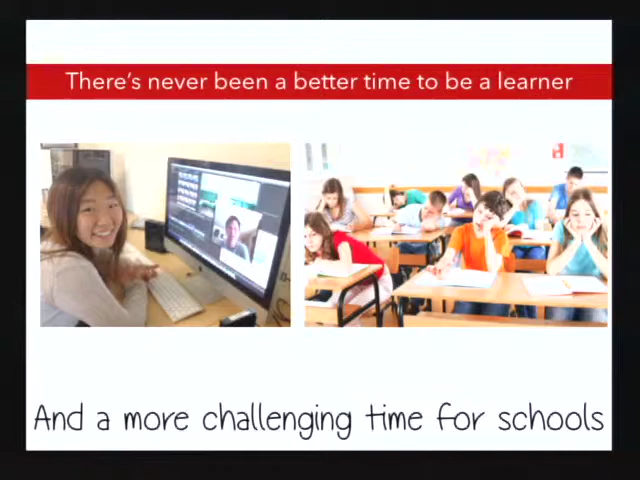 There's never been a better time to be a learner
And a more challenging time for schools